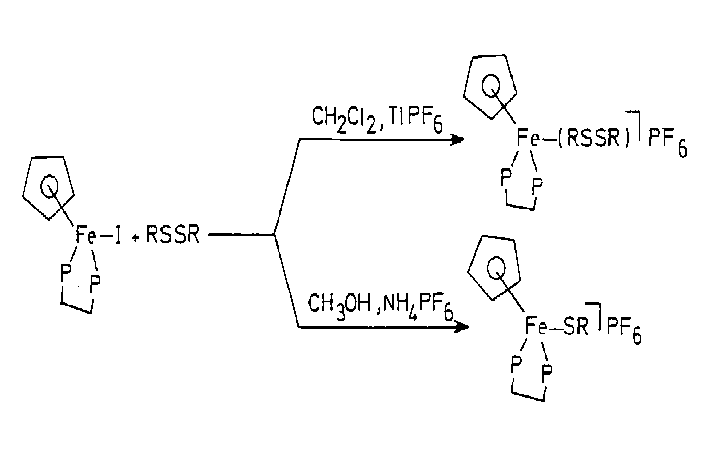 CH2Cl2,TlPF6
Fe-(RSSR)]PF6
P
P
Fe-I + RSSR
P
P
CH3OH,NH4PF6
Fe-SR]PF6
P
P